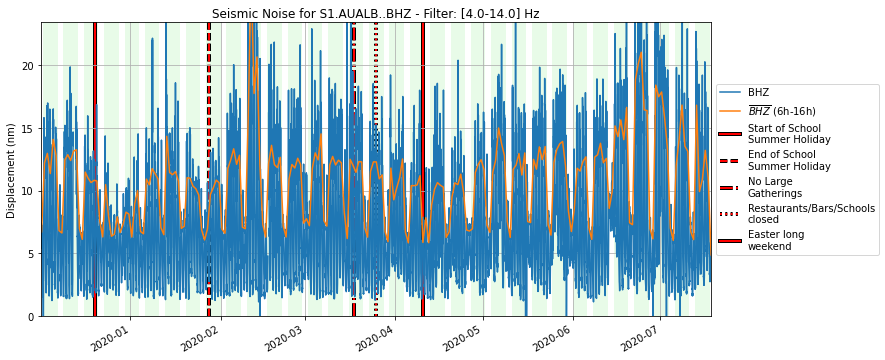 Seismic Noise for S1.AUALB..BHZ - Filter: [4.0-14.0] Hz
Displacement (nm)
20
15
10
5
0
2020-01
2020-02
2020-03
2020-04
2020-05
2020-06
2020-07
BHZ
BHZ (6h-16h)
Start of School
Summer Holiday
End of School
Summer Holiday
No Large
Gatherings
Restaurants/Bars/Schools
closed
Easter long
weekend